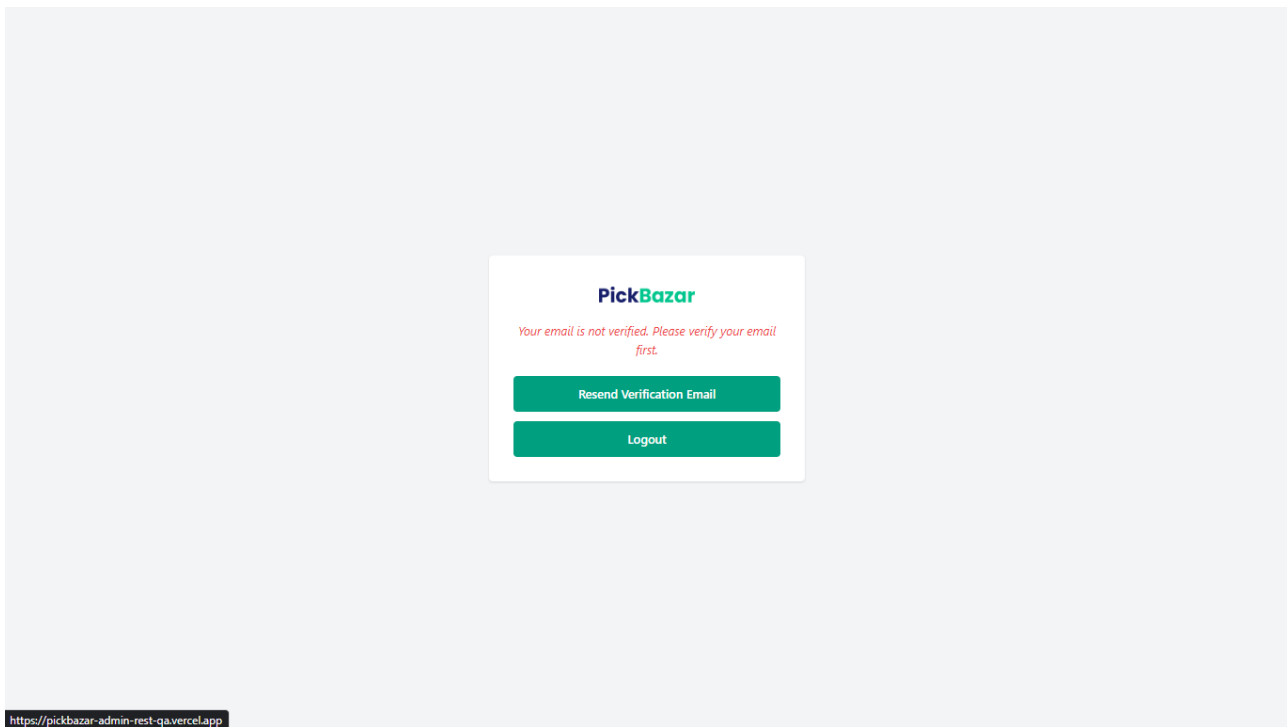 PickBazar
Your email is not verified. Please verify your email
first.
Resend Verification Email
Logout
https://pickbazar-admin-rest-qa.vercel.app